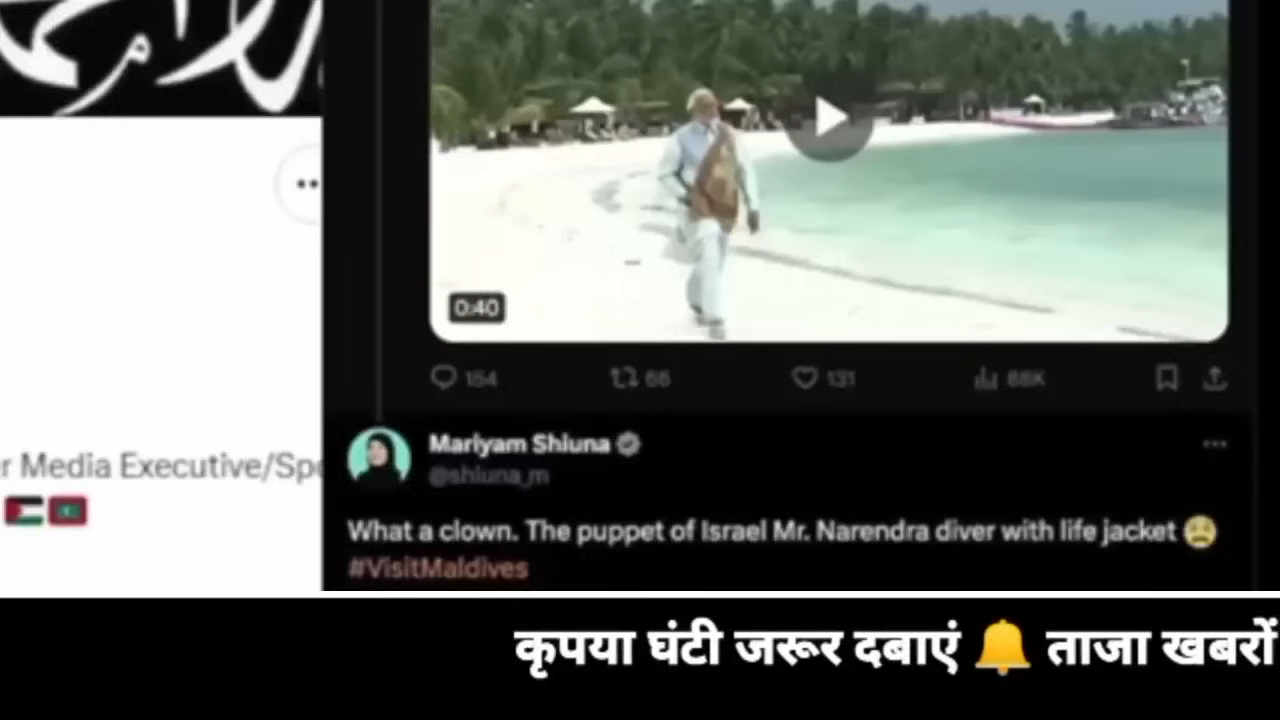 0:40
154 66 131 68K
Mariyam Shiuna
@shiuna_m
r Media Executive/Spo
What a clown. The puppet of Israel Mr. Narendra diver with life jacket 😥
#VisitMaldives
कृपया घंटी जरूर दबाएं 🔔 ताजा खबरों